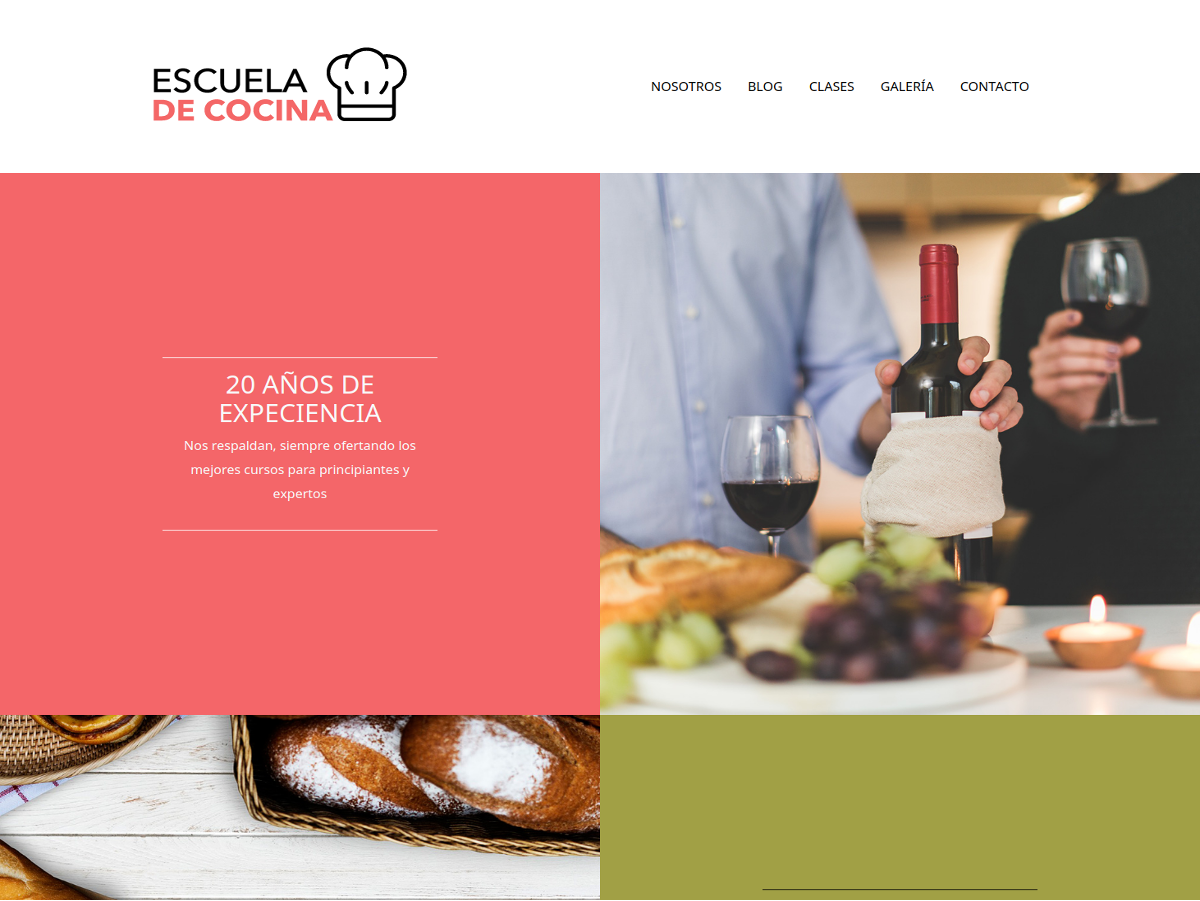 ESCUELA
DE COCINA
NOSOTROS BLOG CLASES GALERÍA CONTACTO
20 AÑOS DE
EXPECIENCIA
Nos respaldan, siempre ofertando los
mejores cursos para principiantes y
expertos